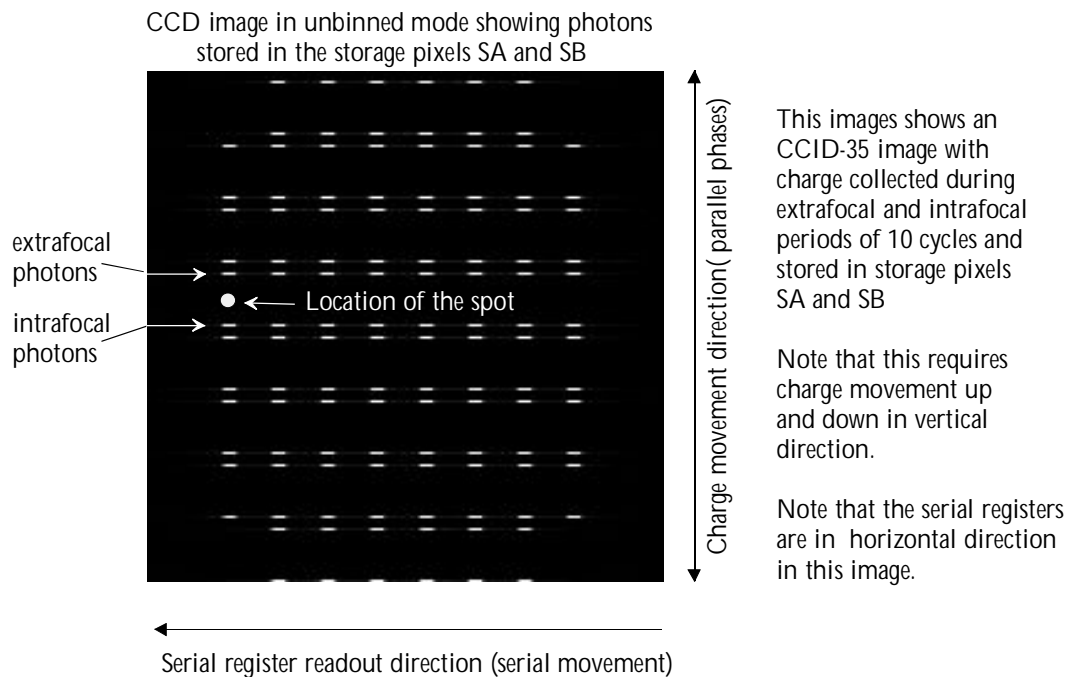 CCD image in unbinned mode showing photons
stored in the storage pixels SA and SB
extrafocal
photons
Location of the spot
intrafocal
photons
Charge movement direction( parallel phases)
This images shows an
CCID-35 image with
charge collected during
extrafocal and intrafocal
periods of 10 cycles and
stored in storage pixels
SA and SB
Note that this requires
charge movement up
and down in vertical
direction.
Note that the serial registers
are in horizontal direction
in this image.
Serial register readout direction (serial movement)